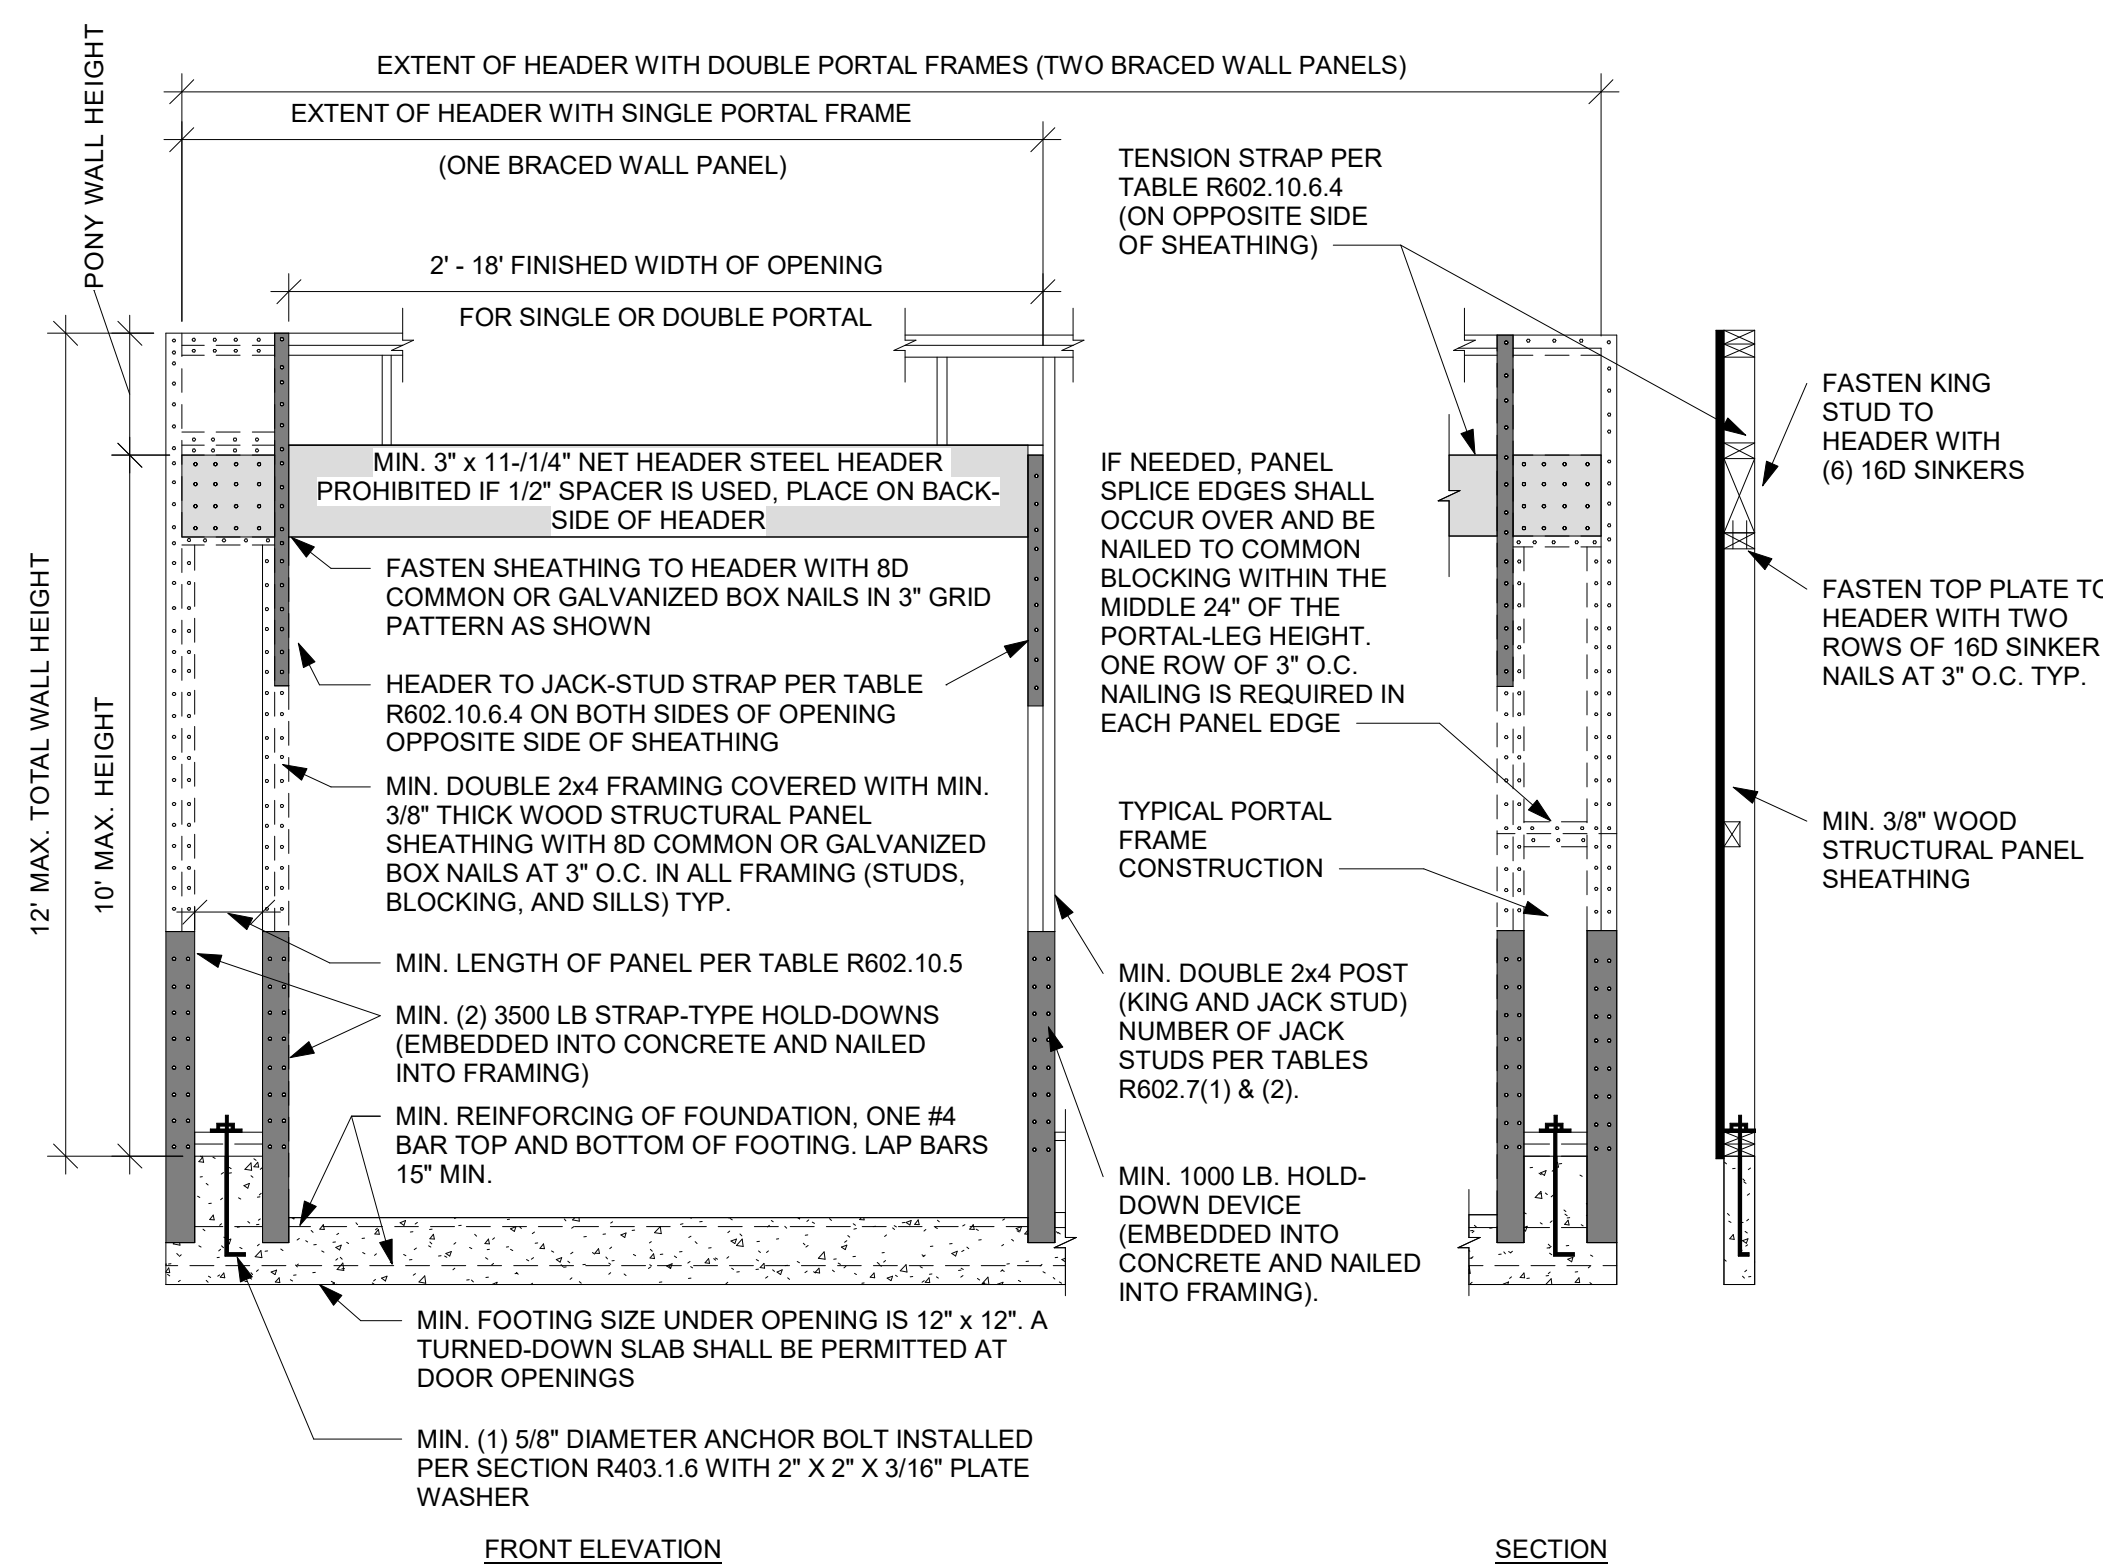 PONY WALL HEIGHT
EXTENT OF HEADER WITH DOUBLE PORTAL FRAMES (TWO BRACED WALL PANELS)
EXTENT OF HEADER WITH SINGLE PORTAL FRAME
(ONE BRACED WALL PANEL)
2' - 18' FINISHED WIDTH OF OPENING
FOR SINGLE OR DOUBLE PORTAL
12' MAX. TOTAL WALL HEIGHT
10' MAX. HEIGHT
MIN. 3" x 11-/1/4" NET HEADER STEEL HEADER
PROHIBITED IF 1/2" SPACER IS USED, PLACE ON BACK-
SIDE OF HEADER
FASTEN SHEATHING TO HEADER WITH 8D
COMMON OR GALVANIZED BOX NAILS IN 3" GRID
PATTERN AS SHOWN
HEADER TO JACK-STUD STRAP PER TABLE
R602.10.6.4 ON BOTH SIDES OF OPENING
OPPOSITE SIDE OF SHEATHING
MIN. DOUBLE 2x4 FRAMING COVERED WITH MIN.
3/8" THICK WOOD STRUCTURAL PANEL
SHEATHING WITH 8D COMMON OR GALVANIZED
BOX NAILS AT 3" O.C. IN ALL FRAMING (STUDS,
BLOCKING, AND SILLS) TYP.
MIN. LENGTH OF PANEL PER TABLE R602.10.5
MIN. (2) 3500 LB STRAP-TYPE HOLD-DOWNS
(EMBEDDED INTO CONCRETE AND NAILED
INTO FRAMING)
MIN. REINFORCING OF FOUNDATION, ONE #4
BAR TOP AND BOTTOM OF FOOTING. LAP BARS
15" MIN.
MIN. FOOTING SIZE UNDER OPENING IS 12" x 12". A
TURNED-DOWN SLAB SHALL BE PERMITTED AT
DOOR OPENINGS
MIN. (1) 5/8" DIAMETER ANCHOR BOLT INSTALLED
PER SECTION R403.1.6 WITH 2" X 2" X 3/16" PLATE
WASHER
FRONT ELEVATION
TENSION STRAP PER
TABLE R602.10.6.4
(ON OPPOSITE SIDE
OF SHEATHING)
IF NEEDED, PANEL
SPLICE EDGES SHALL
OCCUR OVER AND BE
NAILED TO COMMON
BLOCKING WITHIN THE
MIDDLE 24" OF THE
PORTAL-LEG HEIGHT.
ONE ROW OF 3" O.C.
NAILING IS REQUIRED IN
EACH PANEL EDGE
TYPICAL PORTAL
FRAME
CONSTRUCTION
MIN. DOUBLE 2x4 POST
(KING AND JACK STUD)
NUMBER OF JACK
STUDS PER TABLES
R602.7(1) & (2).
MIN. 1000 LB. HOLD-
DOWN DEVICE
(EMBEDDED INTO
CONCRETE AND NAILED
INTO FRAMING).
FASTEN KING
STUD TO
HEADER WITH
(6) 16D SINKERS
FASTEN TOP PLATE TO
HEADER WITH TWO
ROWS OF 16D SINKER
NAILS AT 3" O.C. TYP.
MIN. 3/8" WOOD
STRUCTURAL PANEL
SHEATHING
SECTION